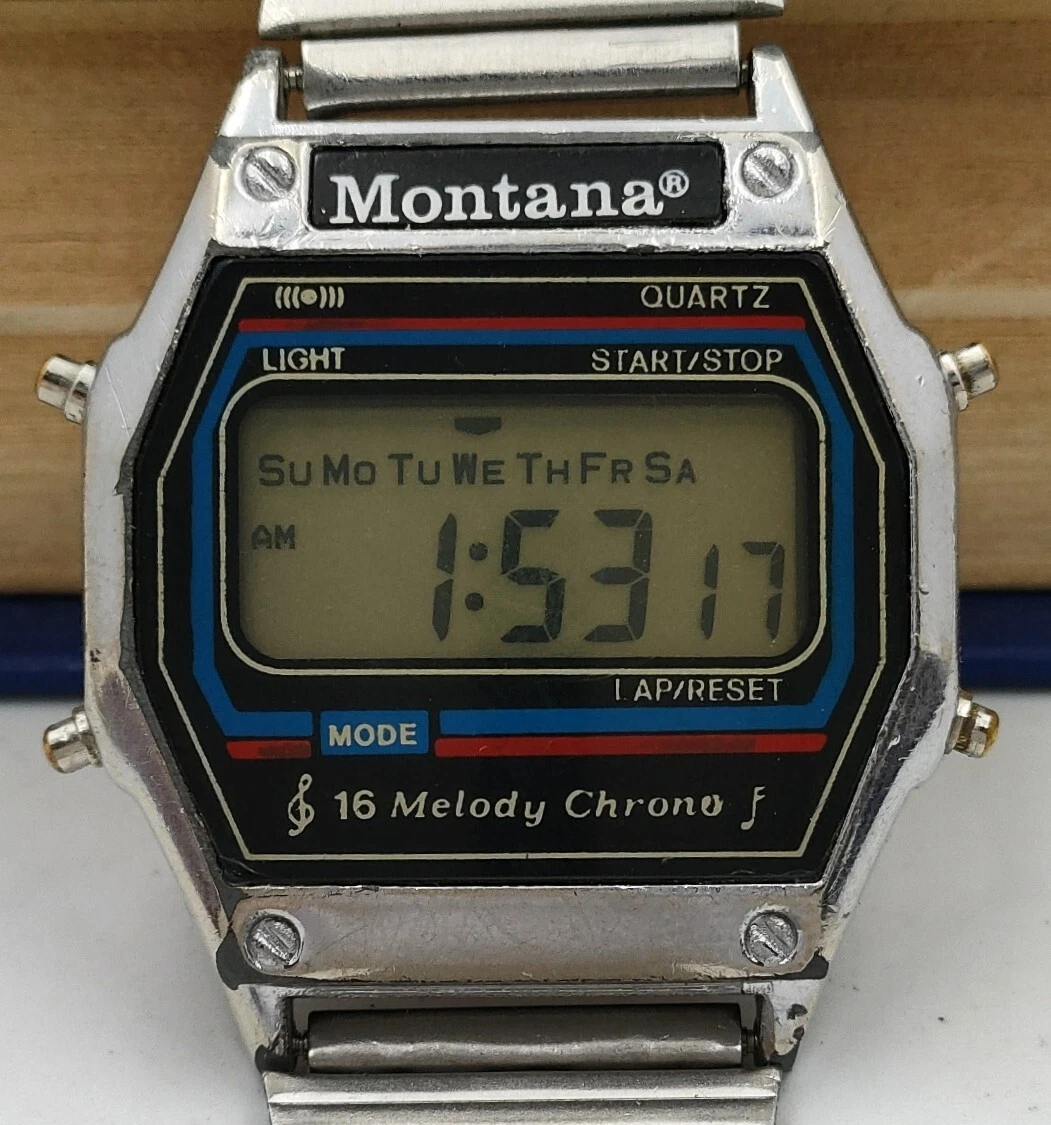 Montana®
QUARTZ
LIGHT START/STOP
SU MO TU WE TH FR SA
AM 1:53 17
LAP/RESET
MODE
16 Melody Chrono